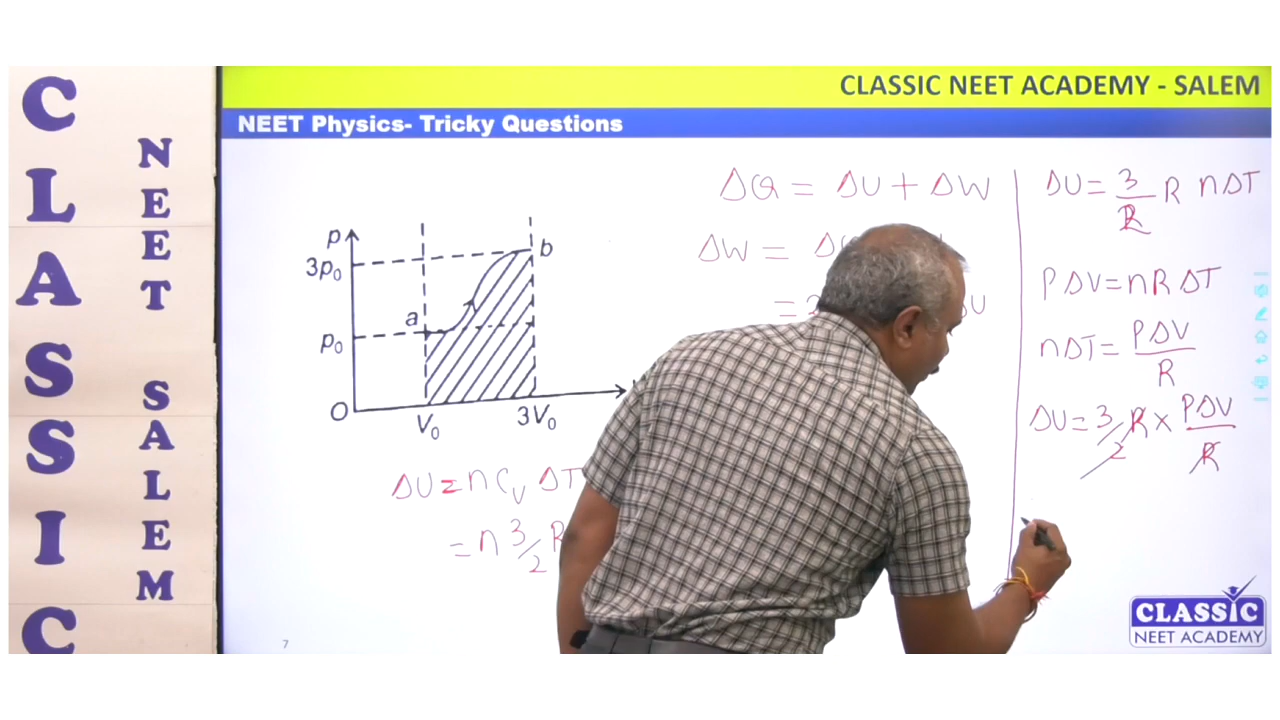 CLASSIC
NEET SALEM
CLASSIC NEET ACADEMY - SALEM
NEET Physics- Tricky Questions
p
3p₀
p₀
a
b
O
V₀
3V₀
ΔU = n Cᵥ ΔT
= n 3/2 R
ΔQ = ΔU + ΔW
ΔW = Δ
=
U
ΔU = 3/2 R nΔT
PΔV = nRΔT
nΔT = PΔV/R
ΔU = 3/2 R × PΔV/R
7
CLASSIC
NEET ACADEMY